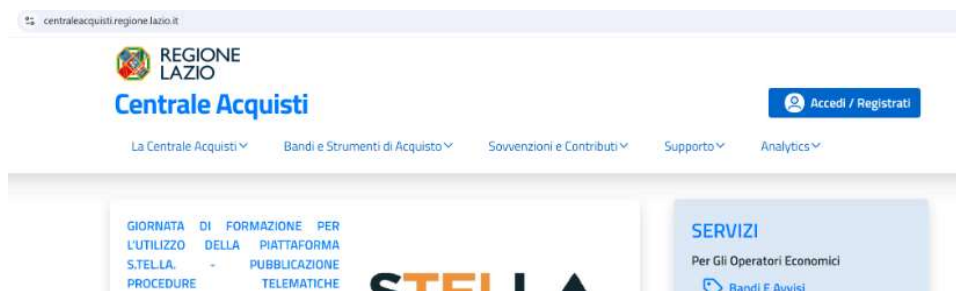 centraleacquisti.regione.lazio.it
REGIONE
LAZIO
Centrale Acquisti
Accedi / Registrati
La Centrale Acquisti
Bandi e Strumenti di Acquisto
Sovvenzioni e Contributi
Supporto
Analytics
GIORNATA DI FORMAZIONE PER
L'UTILIZZO DELLA PIATTAFORMA
S.TEL.LA. - PUBBLICAZIONE
PROCEDURE TELEMATICHE
STELLA
SERVIZI
Per Gli Operatori Economici
Bandi E Avvisi